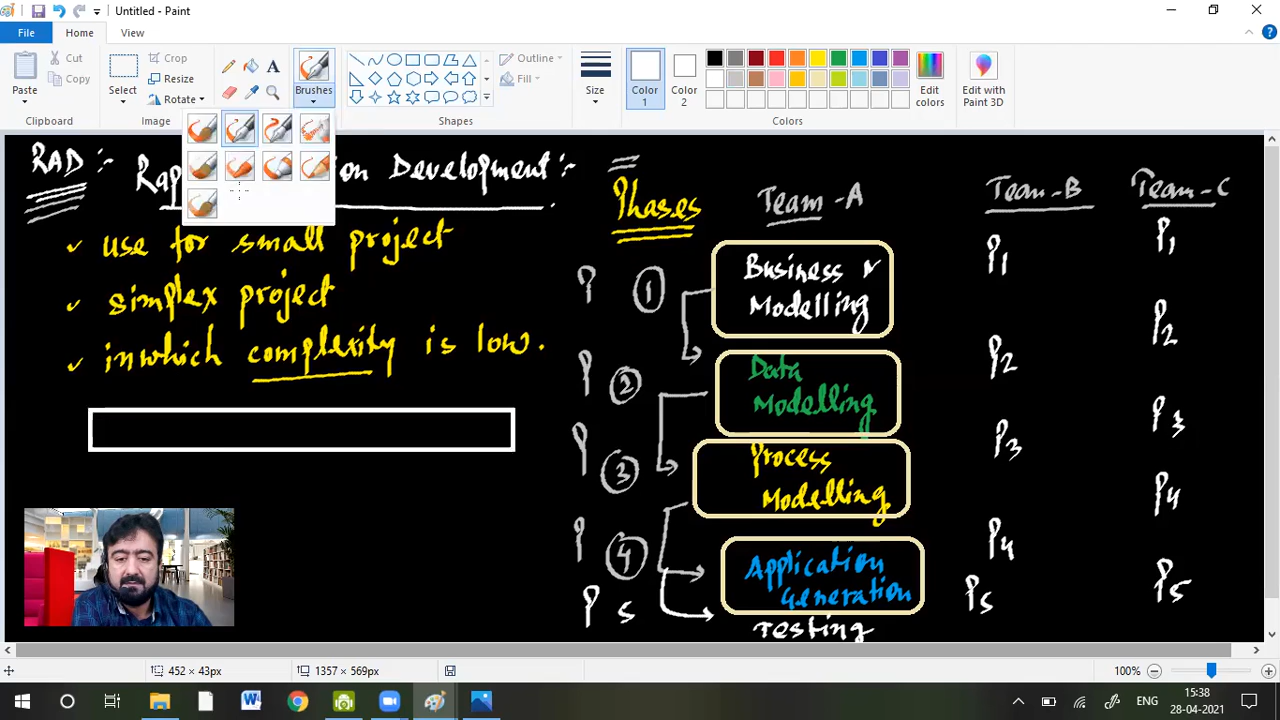 Untitled - Paint
File Home View
Paste
Cut
Copy
Clipboard
Select
Crop
Resize
Rotate
Image
Brushes
Shapes
Outline
Fill
Size
Color 1
Color 2
Colors
Edit colors
Edit with Paint 3D
RAD :-
Rap on Development :-
use for small project
simplex project
in which complexity is low.
Phases
Team-A
Team-B
Team-C
P 1
Business
Modelling
P1
P1
P 2
Data
Modelling
P2
P2
P 3
Process
Modelling
P3
P3
P 4
Application
Generation
P4
P4
P 5
Testing
P5
P5
452 × 43px
1357 × 569px
100%
ENG
15:38
28-04-2021